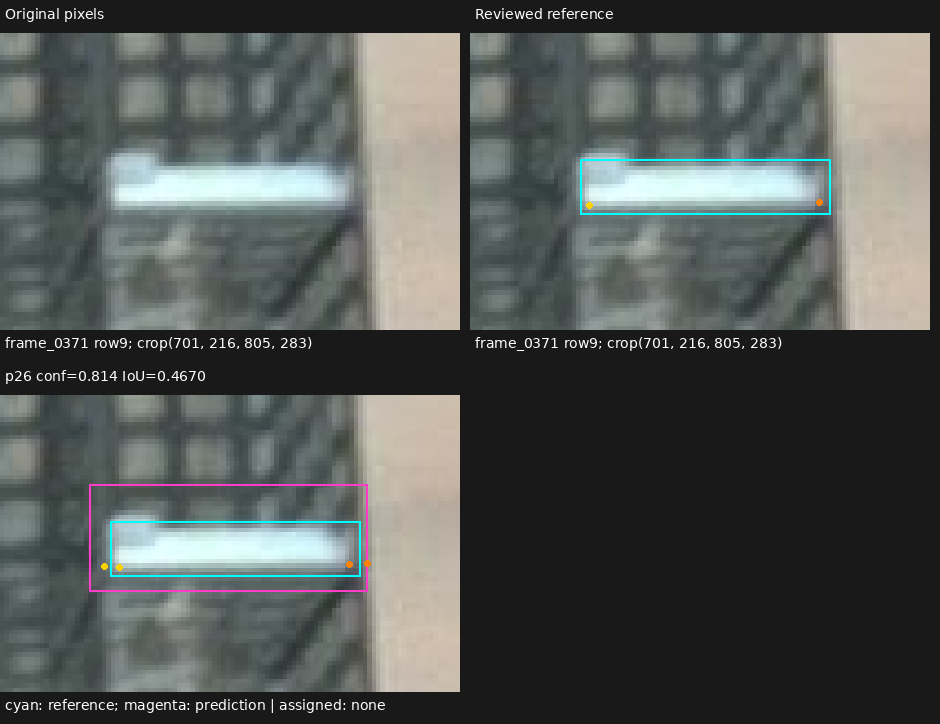 Original pixels
Reviewed reference
frame_0371 row9; crop(701, 216, 805, 283)
frame_0371 row9; crop(701, 216, 805, 283)
p26 conf=0.814 IoU=0.4670
cyan: reference; magenta: prediction | assigned: none